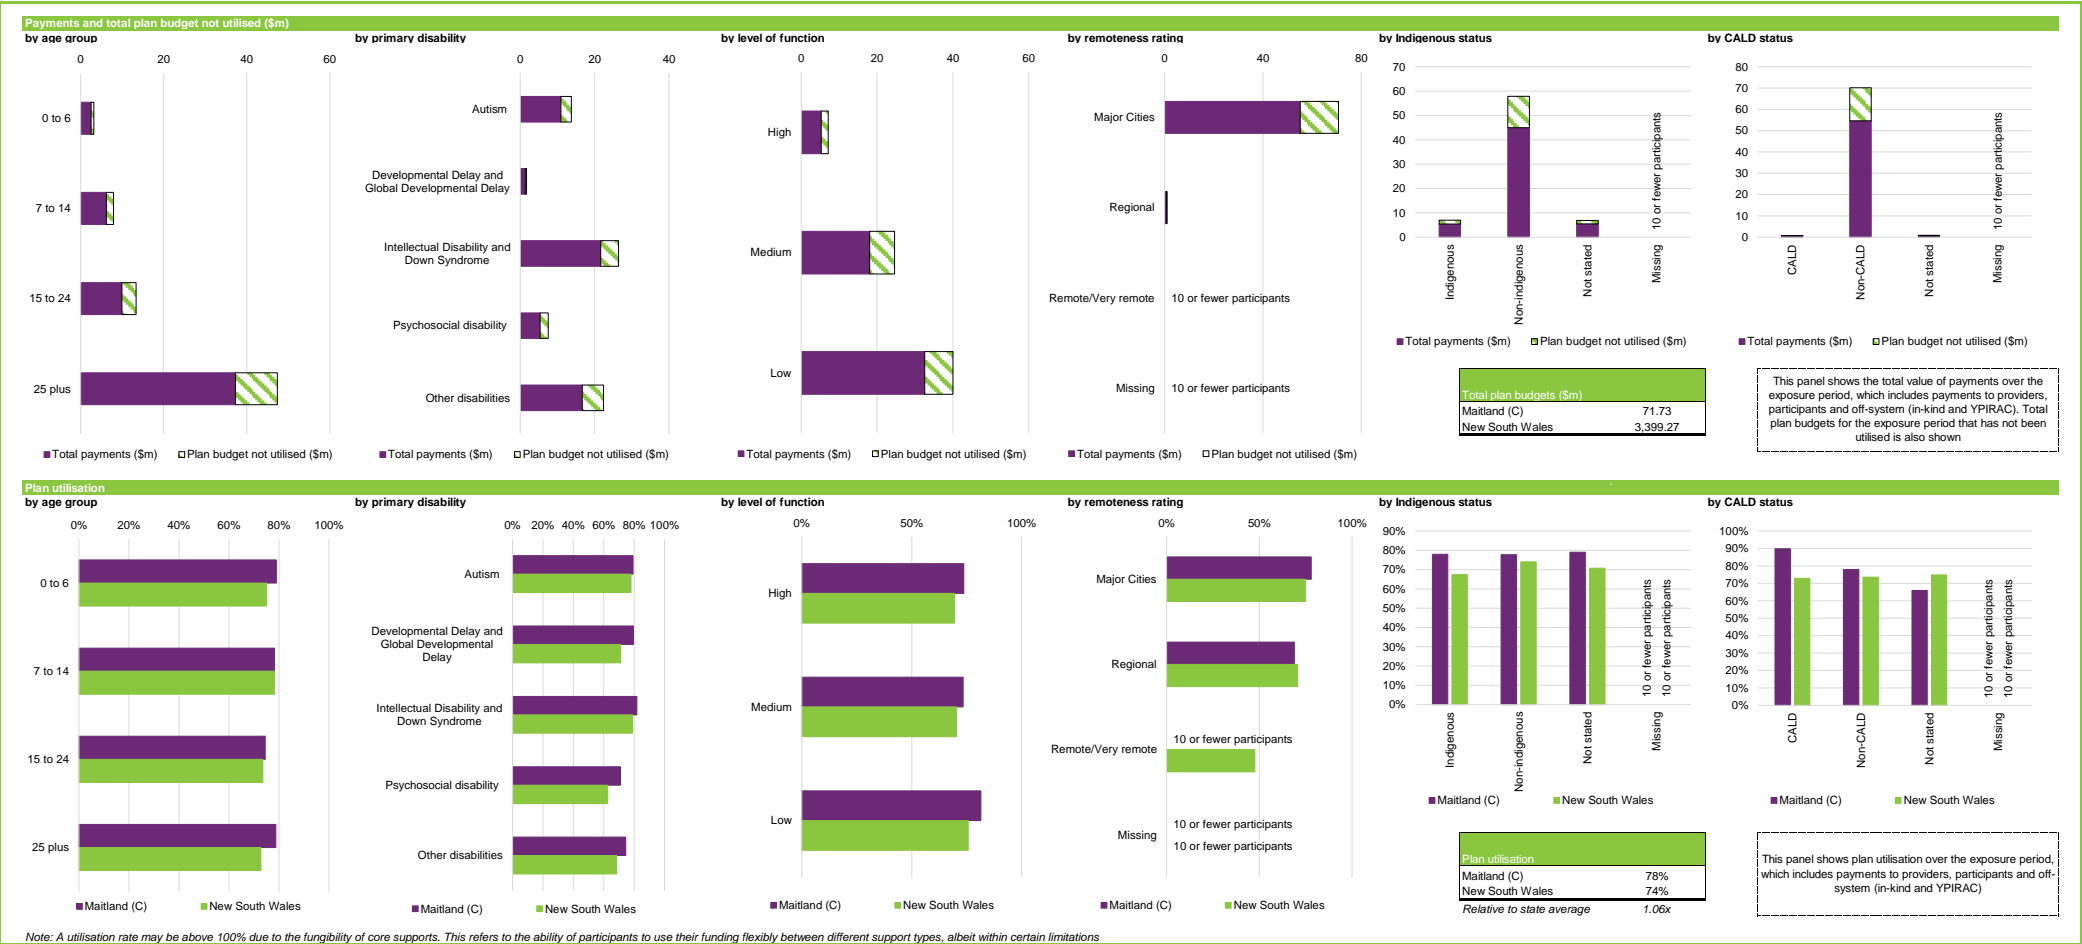 Payments and total plan budget not utilised ($m)
by age group
0 20 40 60
0 to 6
7 to 14
15 to 24
25 plus
Total payments ($m) Plan budget not utilised ($m)
by primary disability
0 20 40
Autism
Developmental Delay and
Global Developmental Delay
Intellectual Disability and
Down Syndrome
Psychosocial disability
Other disabilities
Total payments ($m) Plan budget not utilised ($m)
by level of function
0 20 40 60
High
Medium
Low
Total payments ($m) Plan budget not utilised ($m)
by remoteness rating
0 40 80
Major Cities
Regional
Remote/Very remote 10 or fewer participants
Missing 10 or fewer participants
Total payments ($m) Plan budget not utilised ($m)
by Indigenous status
70
60
50
40
30
20
10
0
10 or fewer participants
Indigenous
Non-indigenous
Not stated
Missing
Total payments ($m) Plan budget not utilised ($m)
Total plan budgets ($m)
Maitland (C) 71.73
New South Wales 3,399.27
by CALD status
80
70
60
50
40
30
20
10
0
10 or fewer participants
CALD
Non-CALD
Not stated
Missing
Total payments ($m) Plan budget not utilised ($m)
This panel shows the total value of payments over the
exposure period, which includes payments to providers,
participants and off-system (in-kind and YPIRAC). Total
plan budgets for the exposure period that has not been
utilised is also shown
Plan utilisation
by age group
0% 20% 40% 60% 80% 100%
0 to 6
7 to 14
15 to 24
25 plus
Maitland (C) New South Wales
by primary disability
0% 20% 40% 60% 80% 100%
Autism
Developmental Delay and
Global Developmental
Delay
Intellectual Disability and
Down Syndrome
Psychosocial disability
Other disabilities
Maitland (C) New South Wales
by level of function
0% 50% 100%
High
Medium
Low
Maitland (C) New South Wales
by remoteness rating
0% 50% 100%
Major Cities
Regional
10 or fewer participants
Remote/Very remote
10 or fewer participants
Missing
10 or fewer participants
Maitland (C) New South Wales
by Indigenous status
90%
80%
70%
60%
50%
40%
30%
20%
10%
0%
10 or fewer participants
10 or fewer participants
Indigenous
Non-indigenous
Not stated
Missing
Maitland (C) New South Wales
Plan utilisation
Maitland (C) 78%
New South Wales 74%
Relative to state average 1.06x
by CALD status
100%
90%
80%
70%
60%
50%
40%
30%
20%
10%
0%
10 or fewer participants
10 or fewer participants
CALD
Non-CALD
Not stated
Missing
Maitland (C) New South Wales
This panel shows plan utilisation over the exposure period,
which includes payments to providers, participants and off-
system (in-kind and YPIRAC)
Note: A utilisation rate may be above 100% due to the fungibility of core supports. This refers to the ability of participants to use their funding flexibly between different support types, albeit within certain limitations